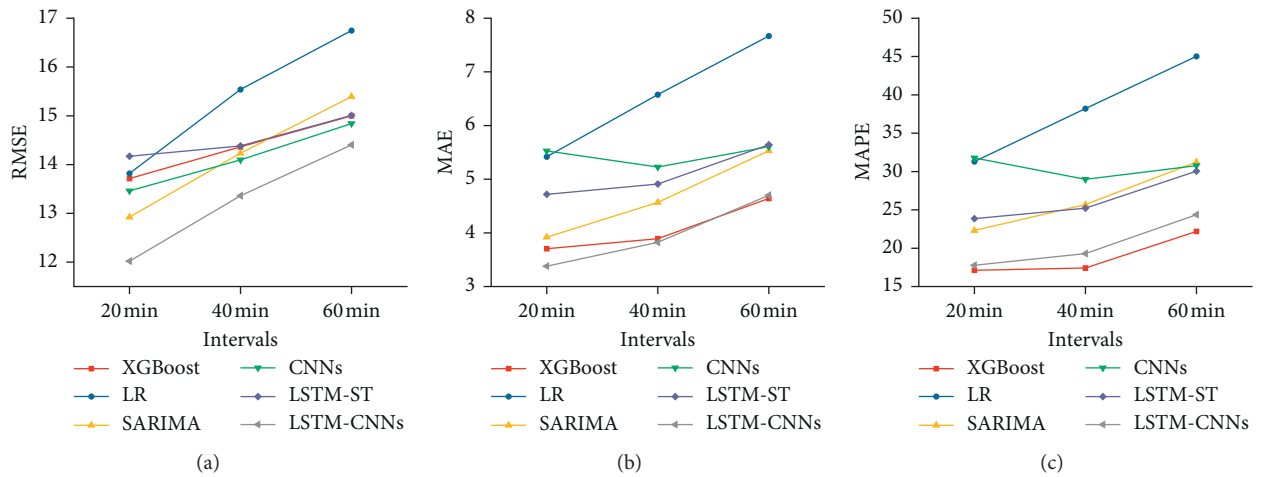 17
16
15
14
13
12
RMSE
20 min 40 min 60 min
Intervals
XGBoost CNNs
LR LSTM-ST
SARIMA LSTM-CNNs
(a)
8
7
6
5
4
3
MAE
20 min 40 min 60 min
Intervals
XGBoost CNNs
LR LSTM-ST
SARIMA LSTM-CNNs
(b)
50
45
40
35
30
25
20
15
MAPE
20 min 40 min 60 min
Intervals
XGBoost CNNs
LR LSTM-ST
SARIMA LSTM-CNNs
(c)